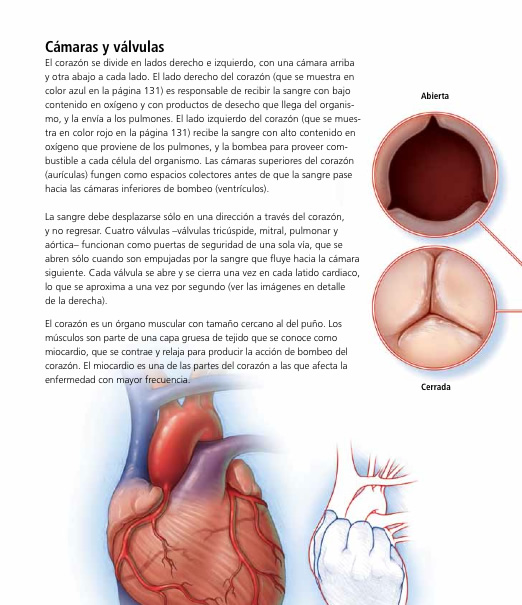 Cámaras y válvulas
El corazón se divide en lados derecho e izquierdo, con una cámara arriba
y otra abajo a cada lado. El lado derecho del corazón (que se muestra en
color azul en la página 131) es responsable de recibir la sangre con bajo
contenido en oxígeno y con productos de desecho que llega del organis-
mo, y la envía a los pulmones. El lado izquierdo del corazón (que se mues-
tra en color rojo en la página 131) recibe la sangre con alto contenido en
oxígeno que proviene de los pulmones, y la bombea para proveer com-
bustible a cada célula del organismo. Las cámaras superiores del corazón
(aurículas) fungen como espacios colectores antes de que la sangre pase
hacia las cámaras inferiores de bombeo (ventrículos).
La sangre debe desplazarse sólo en una dirección a través del corazón,
y no regresar. Cuatro válvulas –válvulas tricúspide, mitral, pulmonar y
aórtica– funcionan como puertas de seguridad de una sola vía, que se
abren sólo cuando son empujadas por la sangre que fluye hacia la cámara
siguiente. Cada válvula se abre y se cierra una vez en cada latido cardiaco,
lo que se aproxima a una vez por segundo (ver las imágenes en detalle
de la derecha).
El corazón es un órgano muscular con tamaño cercano al del puño. Los
músculos son parte de una capa gruesa de tejido que se conoce como
miocardio, que se contrae y relaja para producir la acción de bombeo del
corazón. El miocardio es una de las partes del corazón a las que afecta la
enfermedad con mayor frecuencia.
Abierta
Cerrada